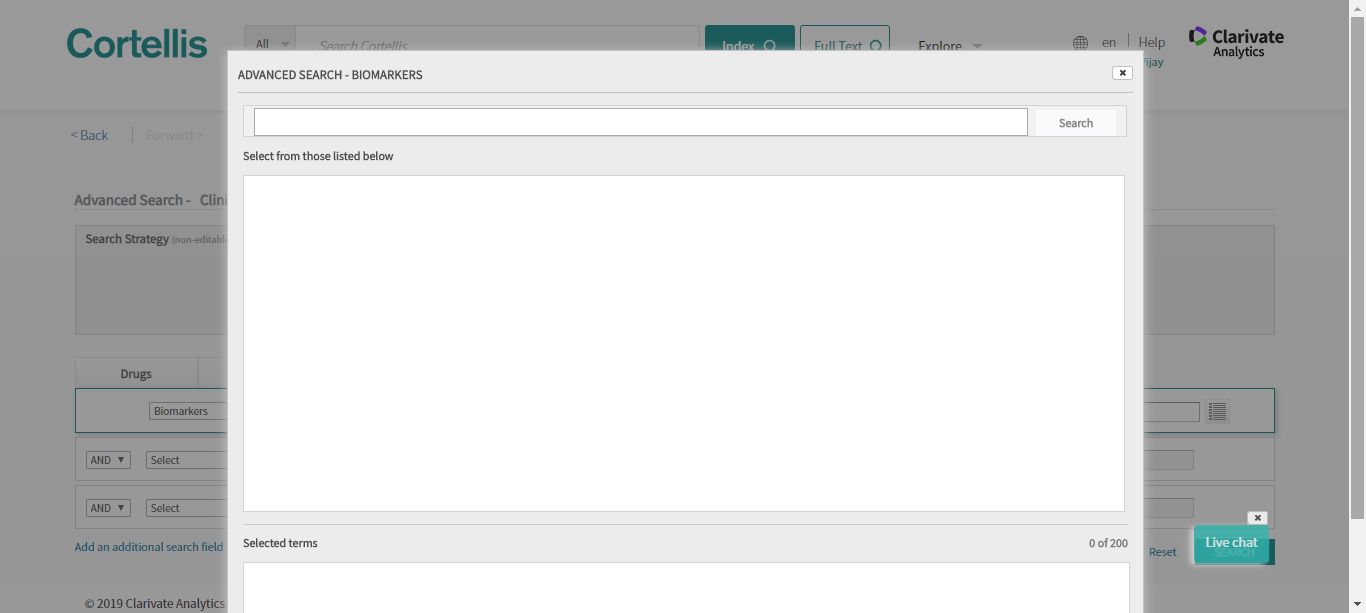 Cortellis
All
Search Cortellis
Index
Full Text
Explore
en
Help
Clarivate
Analytics
ijay
ADVANCED SEARCH - BIOMARKERS
< Back
Forward >
Search
Select from those listed below
Advanced Search - Clini
Search Strategy (non-editable
Drugs
Biomarkers
AND
Select
AND
Select
Add an additional search field
Selected terms
0 of 200
Reset
Live chat
SEARCH
© 2019 Clarivate Analytics